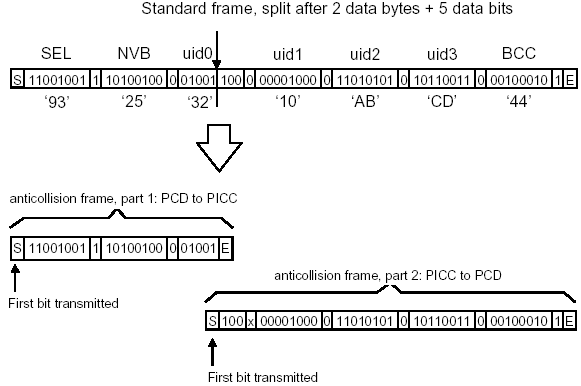 Standard frame, split after 2 data bytes + 5 data bits
SEL NVB uid0 uid1 uid2 uid3 BCC
S 11001001 1 10100100 0 01001 100 0 00001000 0 11010101 0 10110011 0 00100010 1 E
‘93’ ‘25’ ‘32’ ‘10’ ‘AB’ ‘CD’ ‘44’
anticollision frame, part 1: PCD to PICC
S 11001001 1 10100100 0 01001 E
First bit transmitted
anticollision frame, part 2: PICC to PCD
S 100 x 00001000 0 11010101 0 10110011 0 00100010 1 E
First bit transmitted